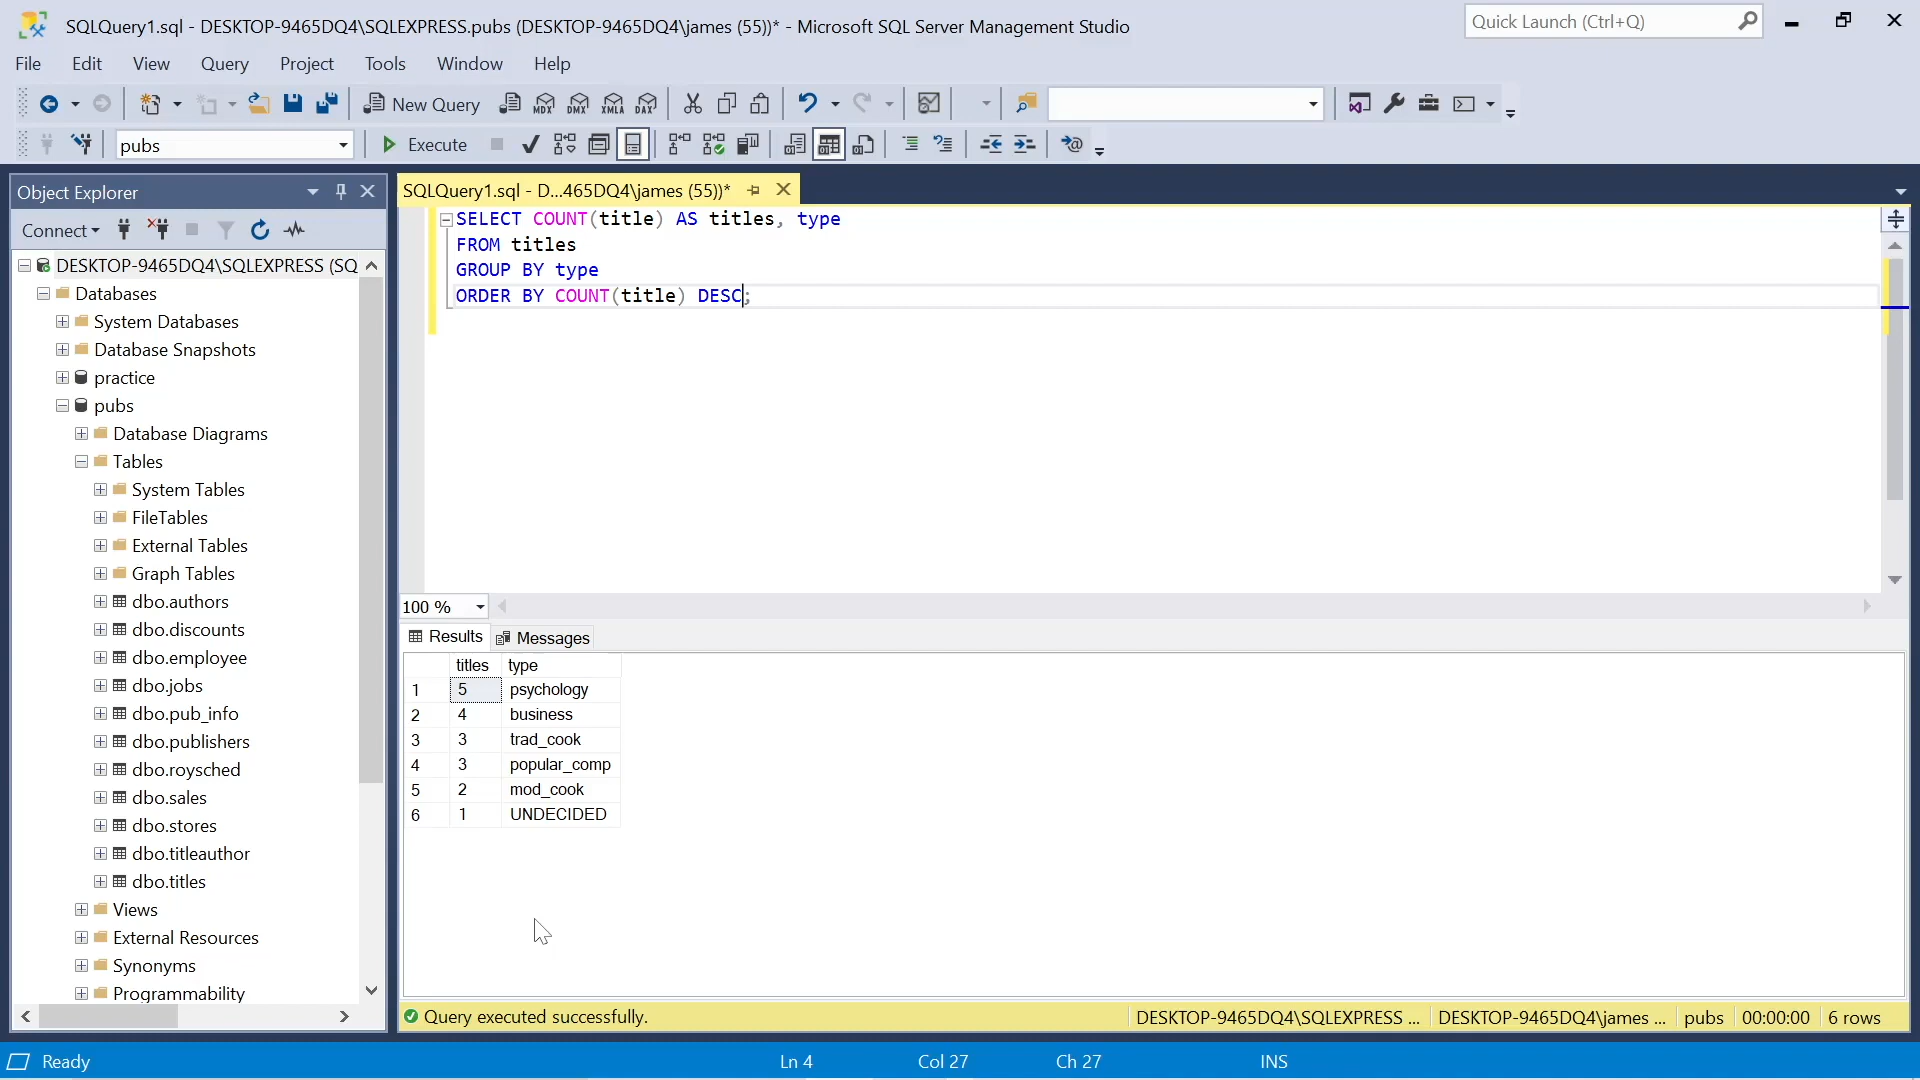 SQLQuery1.sql - DESKTOP-9465DQ4\SQLEXPRESS.pubs (DESKTOP-9465DQ4\james (55))* - Microsoft SQL Server Management Studio
Quick Launch (Ctrl+Q)
File Edit View Query Project Tools Window Help
New Query MDX DMX XMLA DAX
pubs Execute
Object Explorer
Connect
DESKTOP-9465DQ4\SQLEXPRESS (SQ
Databases
System Databases
Database Snapshots
practice
pubs
Database Diagrams
Tables
System Tables
FileTables
External Tables
Graph Tables
dbo.authors
dbo.discounts
dbo.employee
dbo.jobs
dbo.pub_info
dbo.publishers
dbo.roysched
dbo.sales
dbo.stores
dbo.titleauthor
dbo.titles
Views
External Resources
Synonyms
Programmability
SQLQuery1.sql - D...465DQ4\james (55))*
SELECT COUNT(title) AS titles, type
FROM titles
GROUP BY type
ORDER BY COUNT(title) DESC;
100 %
Results Messages
titles type
1 5 psychology
2 4 business
3 3 trad_cook
4 3 popular_comp
5 2 mod_cook
6 1 UNDECIDED
Query executed successfully. DESKTOP-9465DQ4\SQLEXPRESS ... DESKTOP-9465DQ4\james ... pubs 00:00:00 6 rows
Ready Ln 4 Col 27 Ch 27 INS